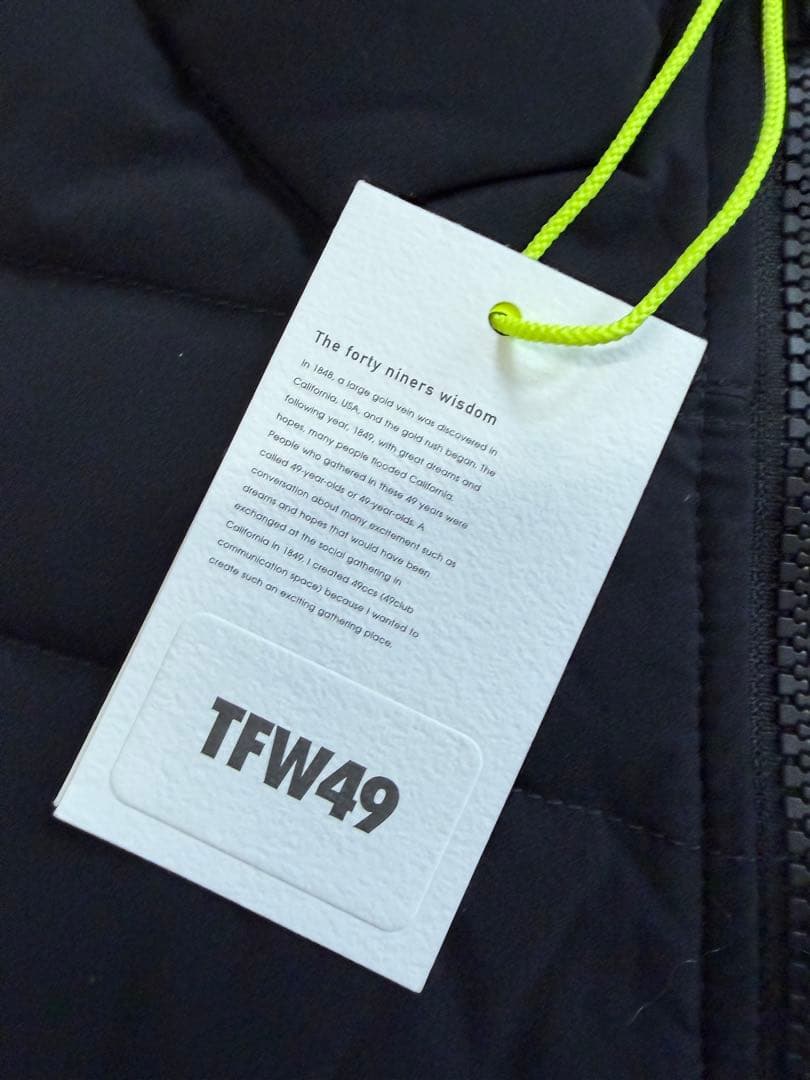 The forty niners wisdom
In 1848, a large gold vein was discovered in
California, USA, and the gold rush began. The
following year, 1849, with great dreams and
hopes, many people flooded California.
People who gathered in these 49 years were
called 49-year-olds or 49-year-olds. A
conversation about many excitement such as
dreams and hopes that would have been
exchanged at the social gathering in
California in 1849. I created 49ccs (49club
communication space) because I wanted to
create such an exciting gathering place.
TFW49